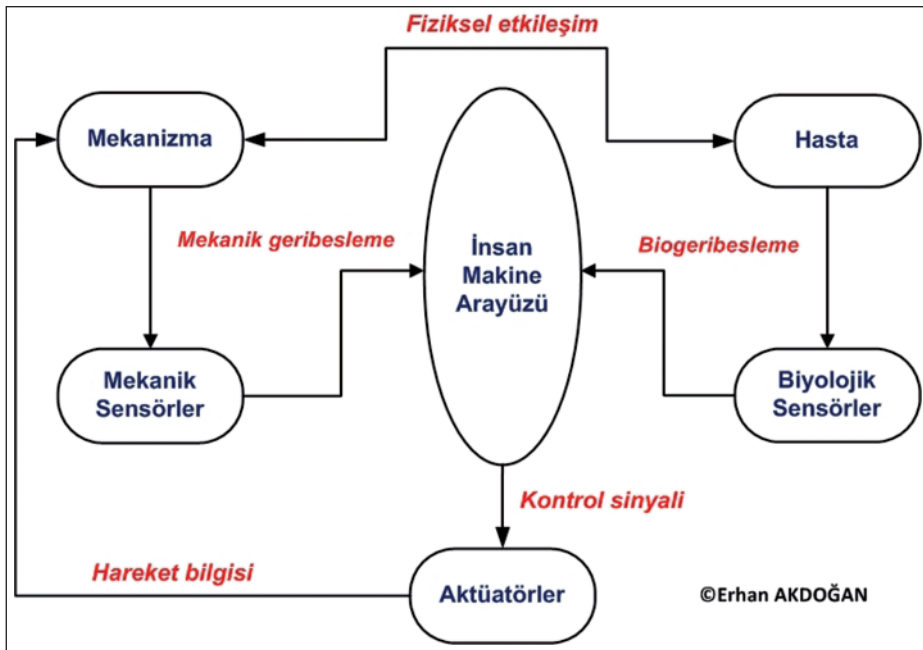 Fiziksel etkileşim
Mekanizma
Hasta
Mekanik geribesleme
İnsan
Makine
Arayüzü
Biogeribesleme
Mekanik
Sensörler
Biyolojik
Sensörler
Kontrol sinyali
Hareket bilgisi
Aktüatörler
©Erhan AKDOĞAN